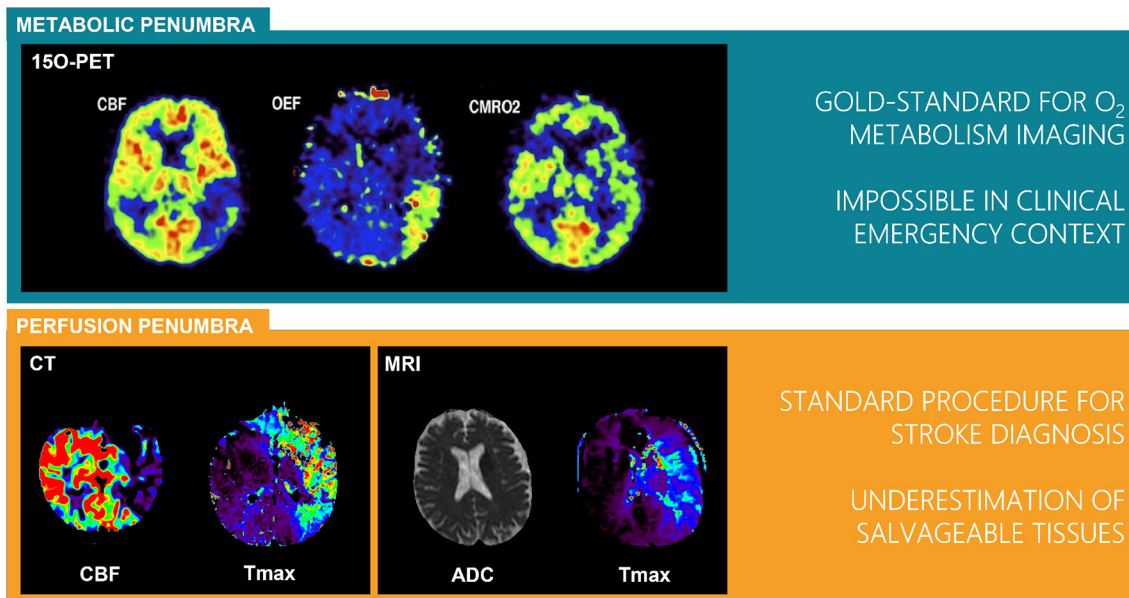 METABOLIC PENUMBRA
15O-PET
CBF
OEF
CMRO2
GOLD-STANDARD FOR O₂
METABOLISM IMAGING
IMPOSSIBLE IN CLINICAL
EMERGENCY CONTEXT
PERFUSION PENUMBRA
CT
CBF
Tmax
MRI
ADC
Tmax
STANDARD PROCEDURE FOR
STROKE DIAGNOSIS
UNDERESTIMATION OF
SALVAGEABLE TISSUES